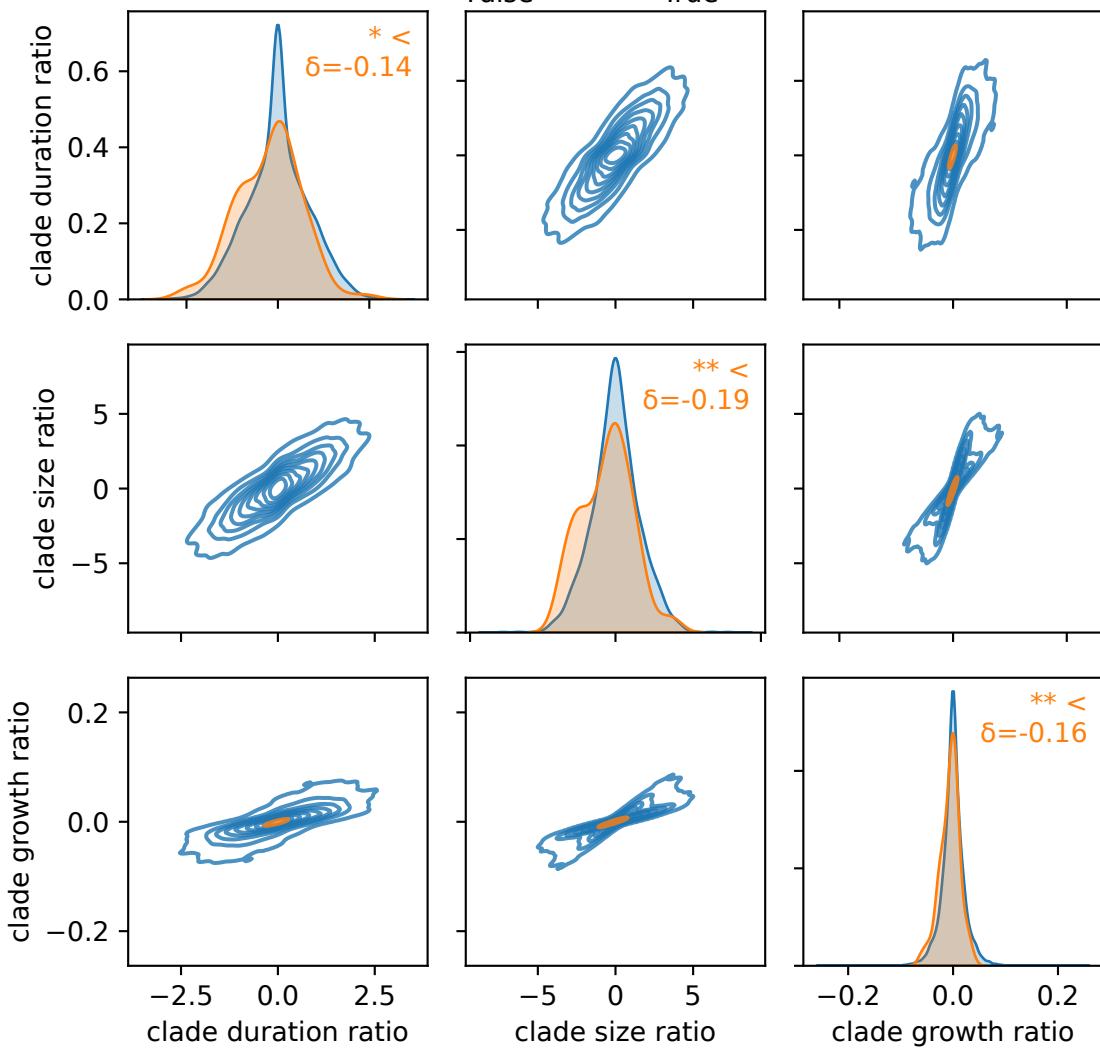 clade duration ratio
0.6
0.4
0.2
0.0
* <
δ=-0.14
clade size ratio
5
0
−5
** <
δ=-0.19
clade growth ratio
0.2
0.0
−0.2
** <
δ=-0.16
−2.5 0.0 2.5
−5 0 5
−0.2 0.0 0.2
clade duration ratio
clade size ratio
clade growth ratio